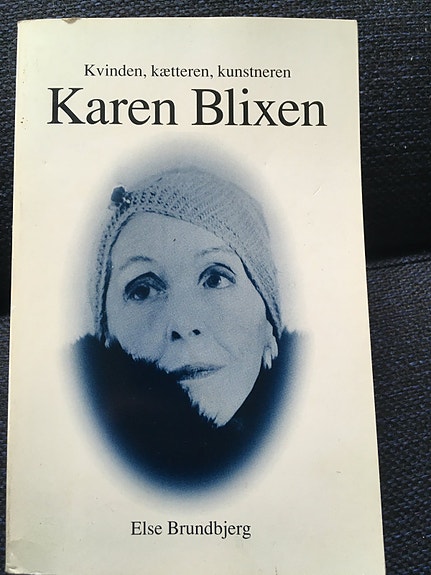 Kvinden, kætteren, kunstneren
Karen Blixen
Else Brundbjerg